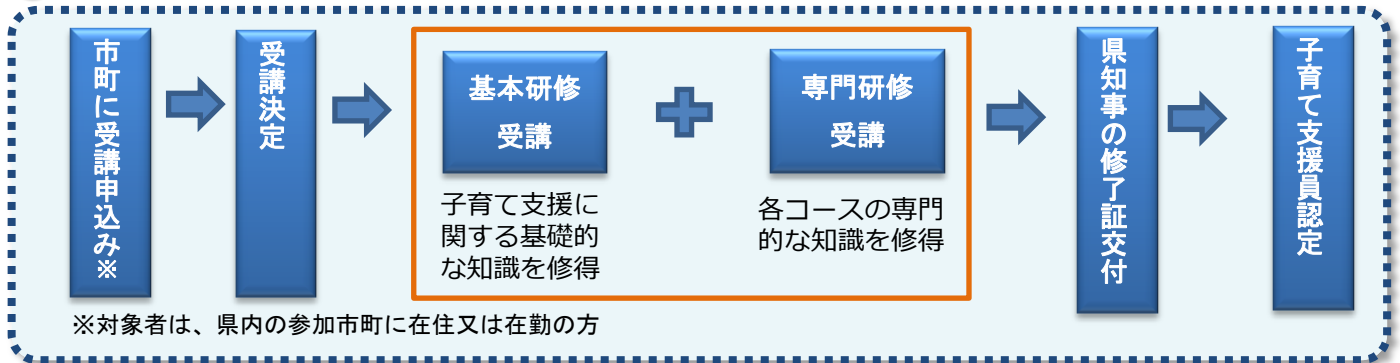 市町に受講申込み※
受講決定
基本研修
受講
子育て支援に
関する基礎的
な知識を修得
専門研修
受講
各コースの専門
的な知識を修得
県知事の修了証交付
子育て支援員認定
※対象者は、県内の参加市町に在住又は在勤の方